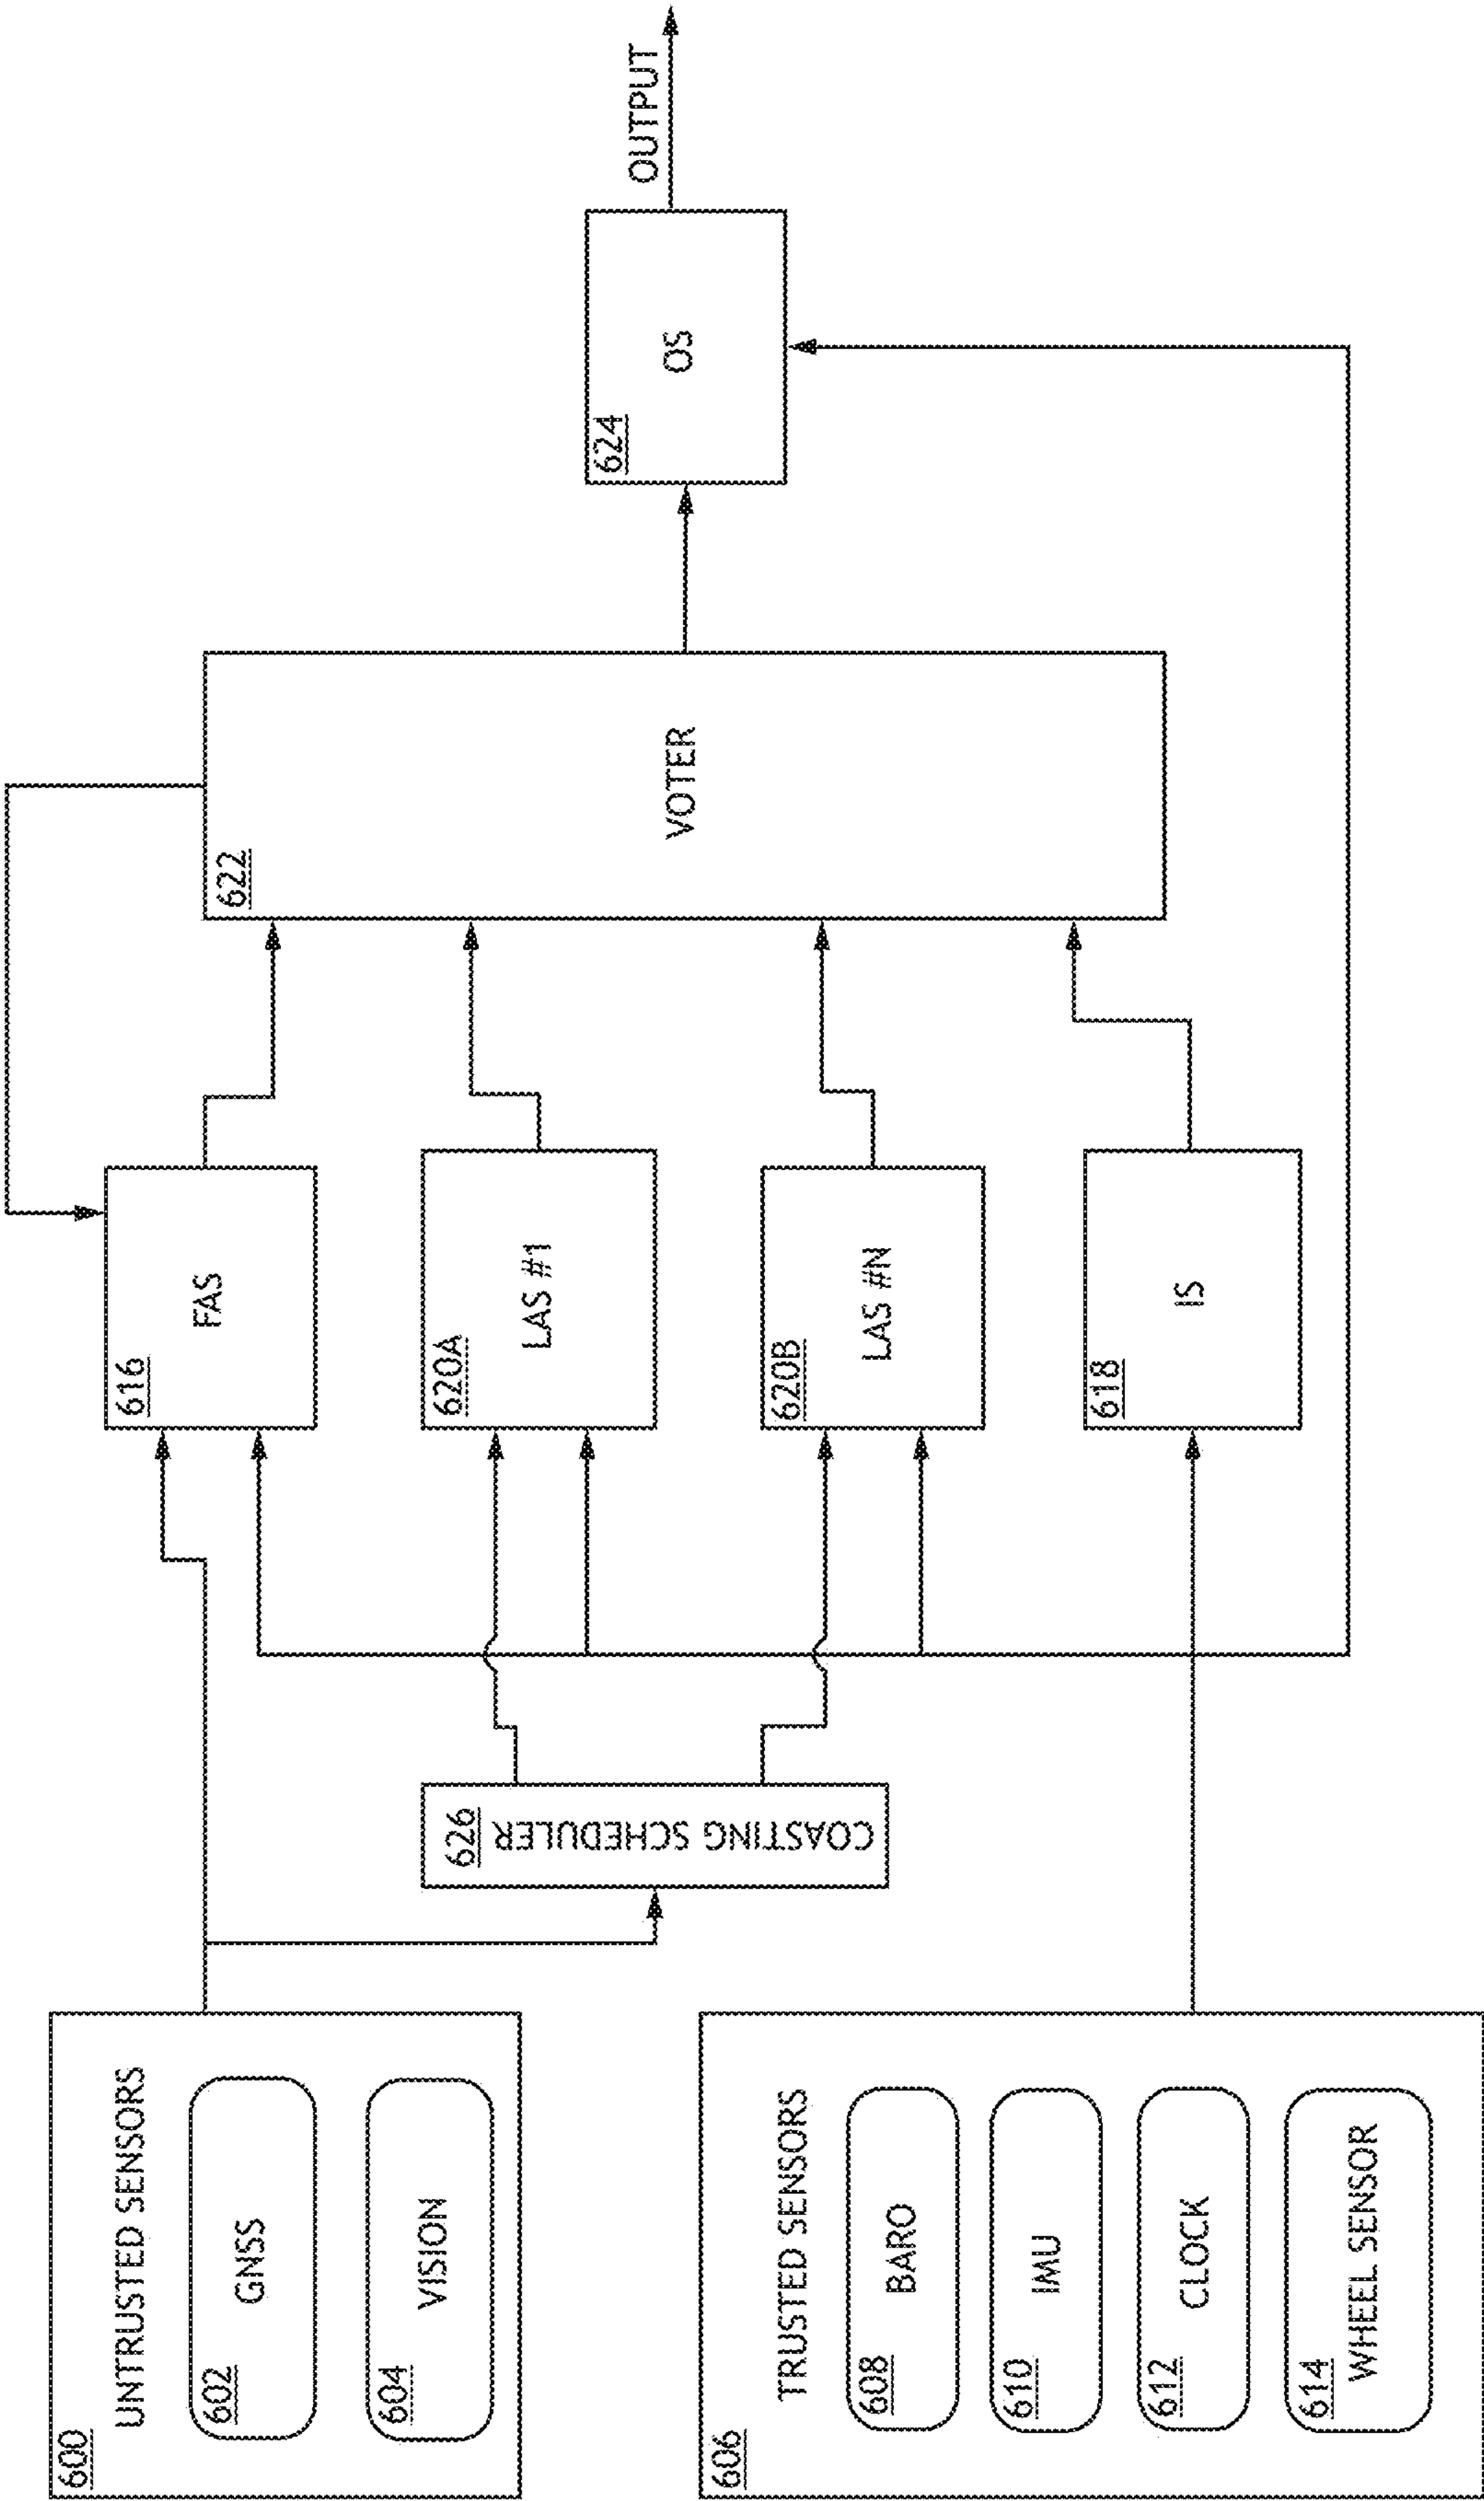 600
UNTRUSTED SENSORS
602
GNSS
604
VISION
606
TRUSTED SENSORS
608
BARO
610
IMU
612
CLOCK
614
WHEEL SENSOR
626
COASTING SCHEDULER
616
FAS
620A
LAS #1
620B
LAS #N
618
IS
622
VOTER
624
OS
OUTPUT